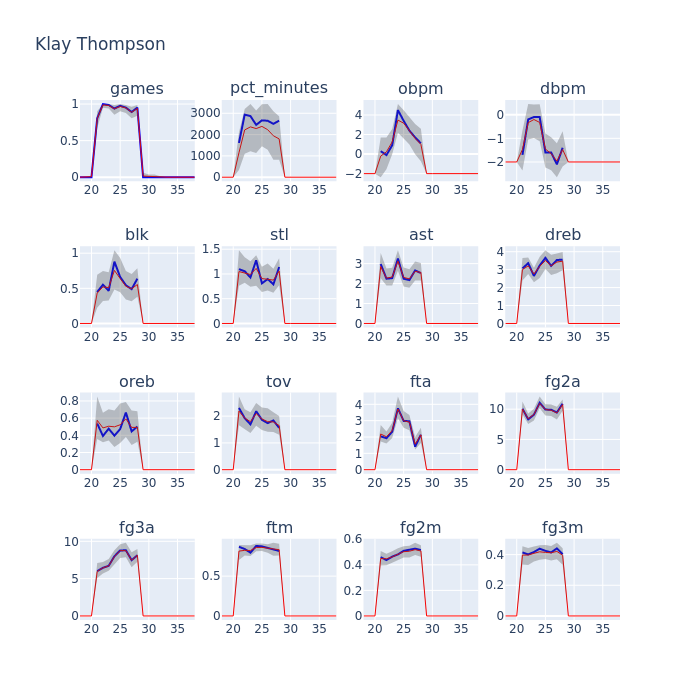 Klay Thompson
games pct_minutes obpm dbpm
1 0.5 0 3000 2000 1000 0 4 2 0 −2 0 −1 −2
20 25 30 35 20 25 30 35 20 25 30 35 20 25 30 35
blk stl ast dreb
1 0.5 0 1.5 1 0.5 0 3 2 1 0 4 3 2 1 0
20 25 30 35 20 25 30 35 20 25 30 35 20 25 30 35
oreb tov fta fg2a
0.8 0.6 0.4 0.2 0 2 1 0 4 3 2 1 0 10 5 0
20 25 30 35 20 25 30 35 20 25 30 35 20 25 30 35
fg3a ftm fg2m fg3m
10 5 0 0.5 0 0.6 0.4 0.2 0 0.4 0.2 0
20 25 30 35 20 25 30 35 20 25 30 35 20 25 30 35